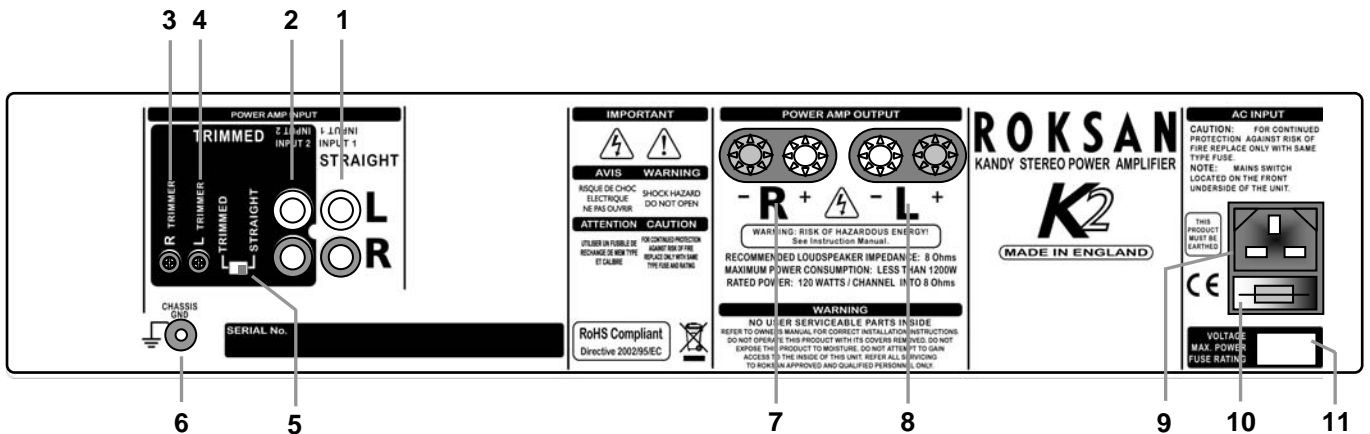 3 4 2 1
POWER AMP INPUT
TRIMMED
INPUT 2 INPUT 1
INPUT 2 INPUT 1
STRAIGHT
R TRIMMER
L TRIMMER
TRIMMED
STRAIGHT
L
R
CHASSIS
GND
SERIAL No.
IMPORTANT
AVIS WARNING
RISQUE DE CHOC
ELECTRIQUE
NE PAS OUVRIR
SHOCK HAZARD
DO NOT OPEN
ATTENTION CAUTION
UTILISER UN FUSIBLE DE
RECHANGE DE MEM TYPE
ET CALIBRE
FOR CONTINUED PROTECTION
AGAINST RISK OF FIRE
REPLACE ONLY WITH SAME
TYPE FUSE AND RATING
RoHS Compliant
Directive 2002/95/EC
POWER AMP OUTPUT
- R + - L +
WARNING: RISK OF HAZARDOUS ENERGY!
See Instruction Manual.
RECOMMENDED LOUDSPEAKER IMPEDANCE: 8 Ohms
MAXIMUM POWER CONSUMPTION: LESS THAN 1200W
RATED POWER: 120 WATTS / CHANNEL INTO 8 Ohms
WARNING
NO USER SERVICEABLE PARTS INSIDE
REFER TO OWNERS MANUAL FOR CORRECT INSTALLATION INSTRUCTIONS.
DO NOT OPERATE THIS PRODUCT WITH ITS COVERS REMOVED. DO NOT
EXPOSE THIS PRODUCT TO MOISTURE. DO NOT ATTEMPT TO GAIN
ACCESS TO THE INSIDE OF THIS UNIT. REFER ALL SERVICING
TO ROKSAN APPROVED AND QUALIFIED PERSONNEL ONLY.
ROKSAN
KANDY STEREO POWER AMPLIFIER
K2
MADE IN ENGLAND
AC INPUT
CAUTION: FOR CONTINUED
PROTECTION AGAINST RISK OF
FIRE REPLACE ONLY WITH SAME
TYPE FUSE.
NOTE: MAINS SWITCH
LOCATED ON THE FRONT
UNDERSIDE OF THE UNIT.
THIS
PRODUCT
MUST BE
EARTHED
CE
VOLTAGE
MAX. POWER
FUSE RATING
6 5 7 8 9 10 11